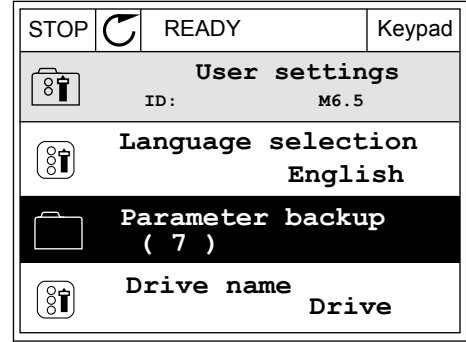 STOP READY Keypad
User settings
ID: M6.5
Language selection
English
Parameter backup
( 7 )
Drive name
Drive